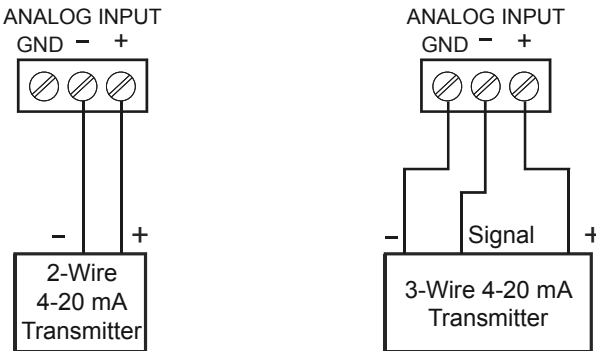 ANALOG INPUT
GND – +
– +
2-Wire
4-20 mA
Transmitter
ANALOG INPUT
GND – +
– Signal +
3-Wire 4-20 mA
Transmitter